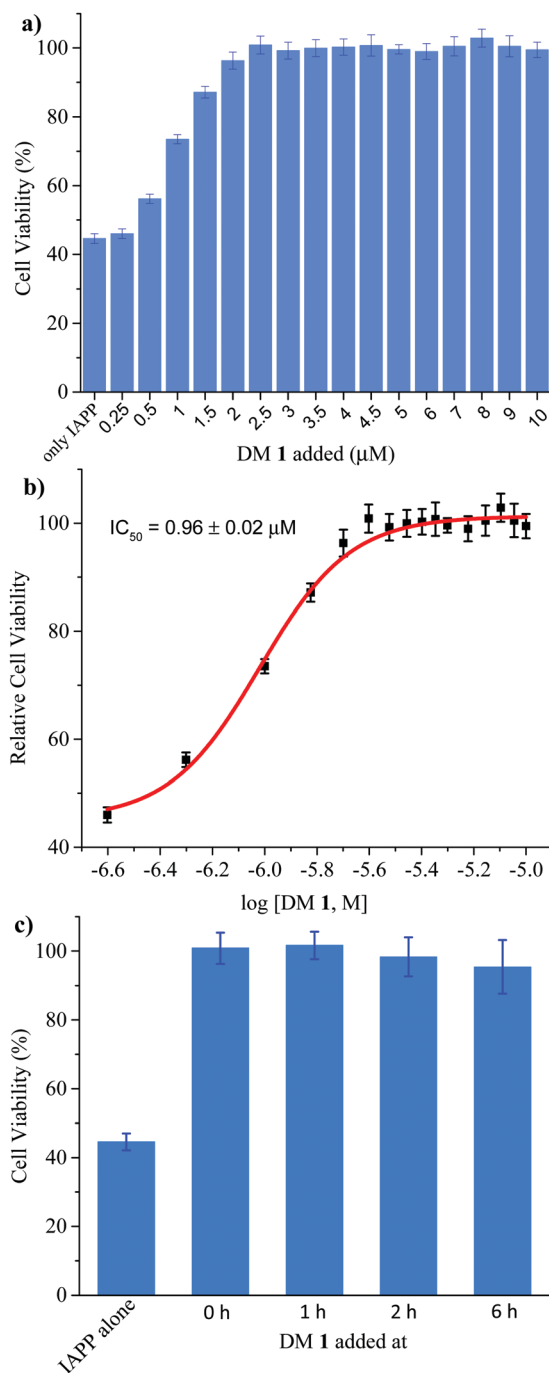 a)
Cell Viability (%)
120
100
80
60
40
20
0
only IAPP 0.25 0.5 1 1.5 2 2.5 3 3.5 4 4.5 5 6 7 8 9 10
DM 1 added (μM)
b)
IC50 = 0.96 ± 0.02 μM
Relative Cell Viability
100
80
60
40
-6.6 -6.4 -6.2 -6.0 -5.8 -5.6 -5.4 -5.2 -5.0
log [DM 1, M]
c)
Cell Viability (%)
100
80
60
40
20
0
IAPP alone 0 h 1 h 2 h 6 h
DM 1 added at